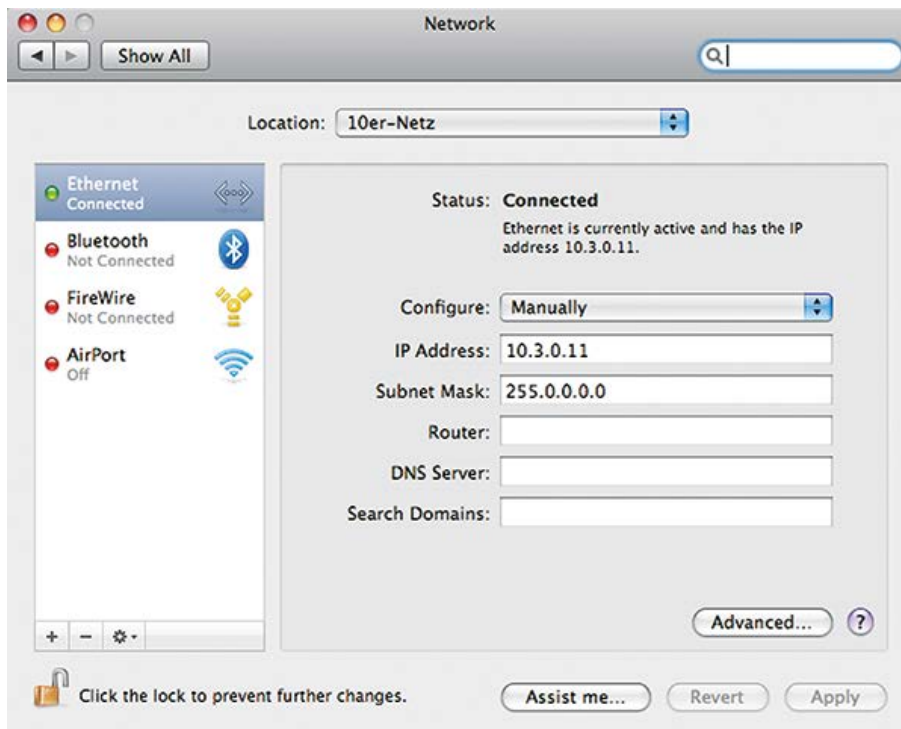 Network
Show All
Location: 10er-Netz
Ethernet
Connected
Bluetooth
Not Connected
FireWire
Not Connected
AirPort
Off
Status: Connected
Ethernet is currently active and has the IP
address 10.3.0.11.
Configure: Manually
IP Address: 10.3.0.11
Subnet Mask: 255.0.0.0.0
Router:
DNS Server:
Search Domains:
Advanced...
?
Click the lock to prevent further changes.
Assist me...
Revert
Apply